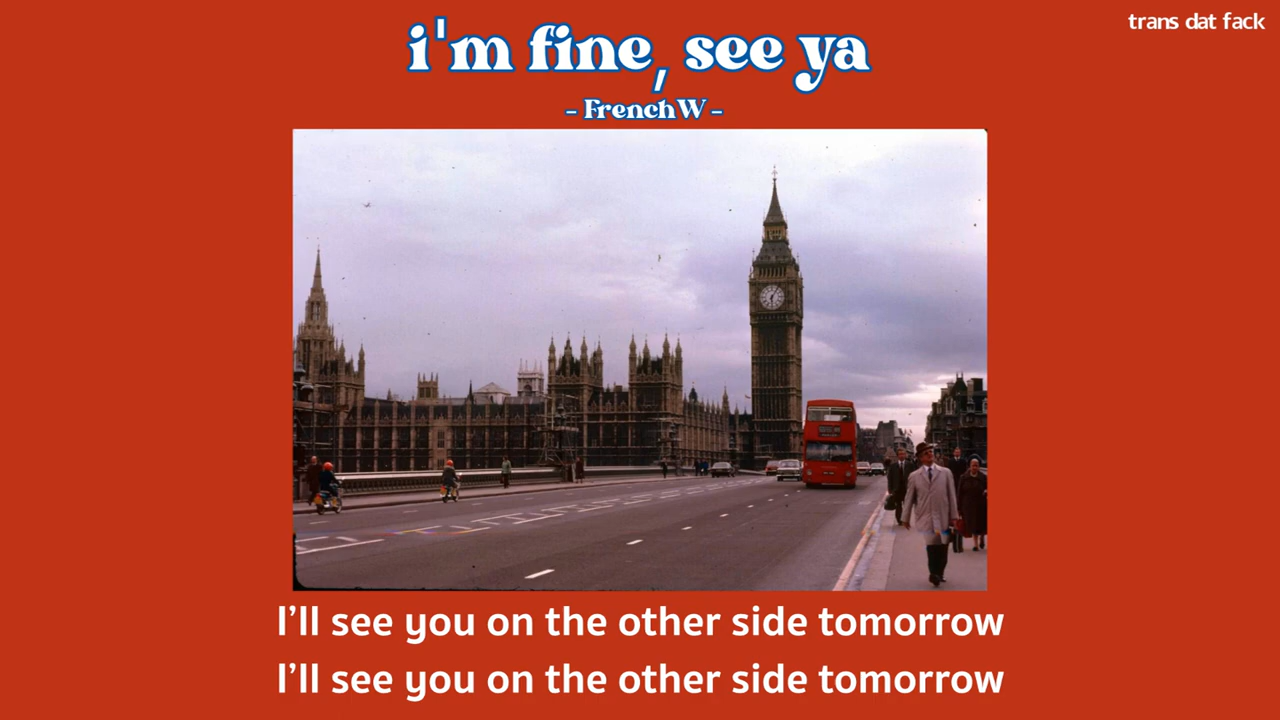 trans dat fack
i'm fine, see ya
- FrenchW -
I'll see you on the other side tomorrow
I'll see you on the other side tomorrow